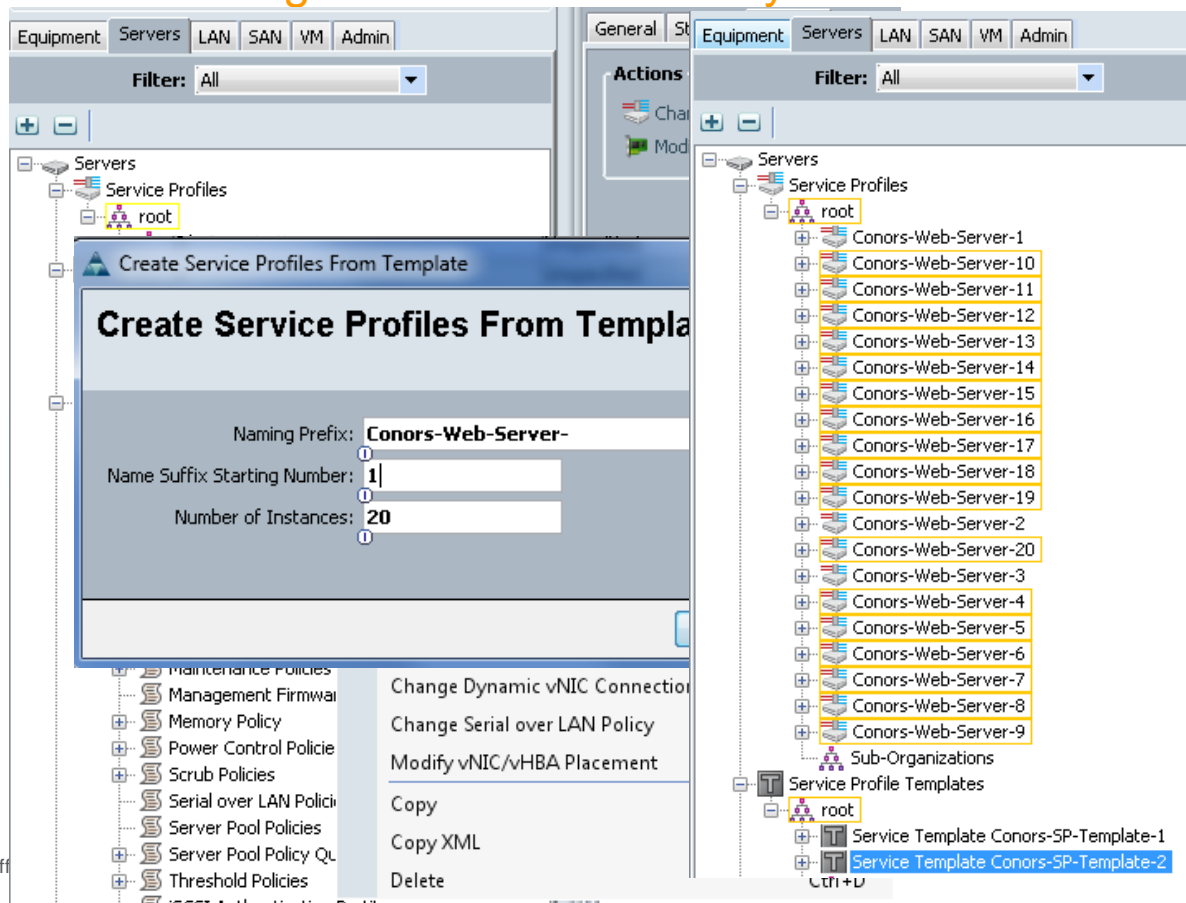 Equipment Servers LAN SAN VM Admin
Filter: All
Servers
Service Profiles
root
General
Actions
Create Service Profiles From Template
Create Service Profiles From
Naming Prefix: Conors-Web-Server-
Name Suffix Starting Number: 1
Number of Instances: 20
Maintenance Policies
Management
Memory Policy
Power Control
Scrub Policies
Serial over LAN
Server Pool Policies
Server Pool Policy
Threshold Policies
Change Dynamic vNIC
Change Serial over LAN Policy
Modify vNIC/vHBA Placement
Copy
Copy XML
Delete Ctrl+D
Equipment Servers LAN SAN VM Admin
Filter: All
Servers
Service Profiles
root
Conors-Web-Server-1
Conors-Web-Server-10
Conors-Web-Server-11
Conors-Web-Server-12
Conors-Web-Server-13
Conors-Web-Server-14
Conors-Web-Server-15
Conors-Web-Server-16
Conors-Web-Server-17
Conors-Web-Server-18
Conors-Web-Server-19
Conors-Web-Server-2
Conors-Web-Server-20
Conors-Web-Server-3
Conors-Web-Server-4
Conors-Web-Server-5
Conors-Web-Server-6
Conors-Web-Server-7
Conors-Web-Server-8
Conors-Web-Server-9
Sub-Organizations
Service Profile Templates
root
Service Template Conors-SP-Template-1
Service Template Conors-SP-Template-2